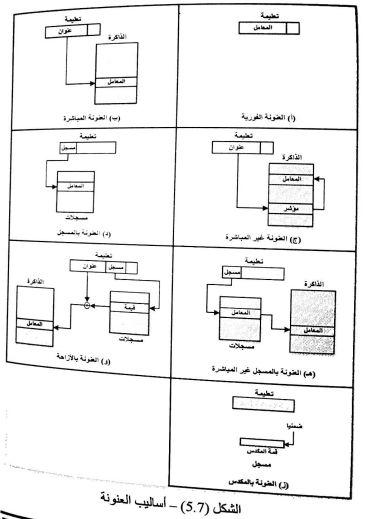 تعليمة
المعامل
(أ) العنونة الفورية
تعليمة
عنوان
الذاكرة
المعامل
(ب) العنونة المباشرة
تعليمة
عنوان
الذاكرة
المعامل
مؤشر
(ج) العنونة غير المباشرة
تعليمة
مسجل
المعامل
مسجلات
(د) العنونة بالمسجل
تعليمة
مسجل
الذاكرة
المعامل
المعامل
مسجلات
(هـ) العنونة بالمسجل غير المباشرة
تعليمة
عنوان
مسجل
الذاكرة
+
قيمة
المعامل
مسجلات
(و) العنونة بالأزاحة
تعليمة
ضمنيا
قمة المكدس
مسجل
(ز) العنونة بالمكدس
الشكل (5.7) – أساليب العنونة